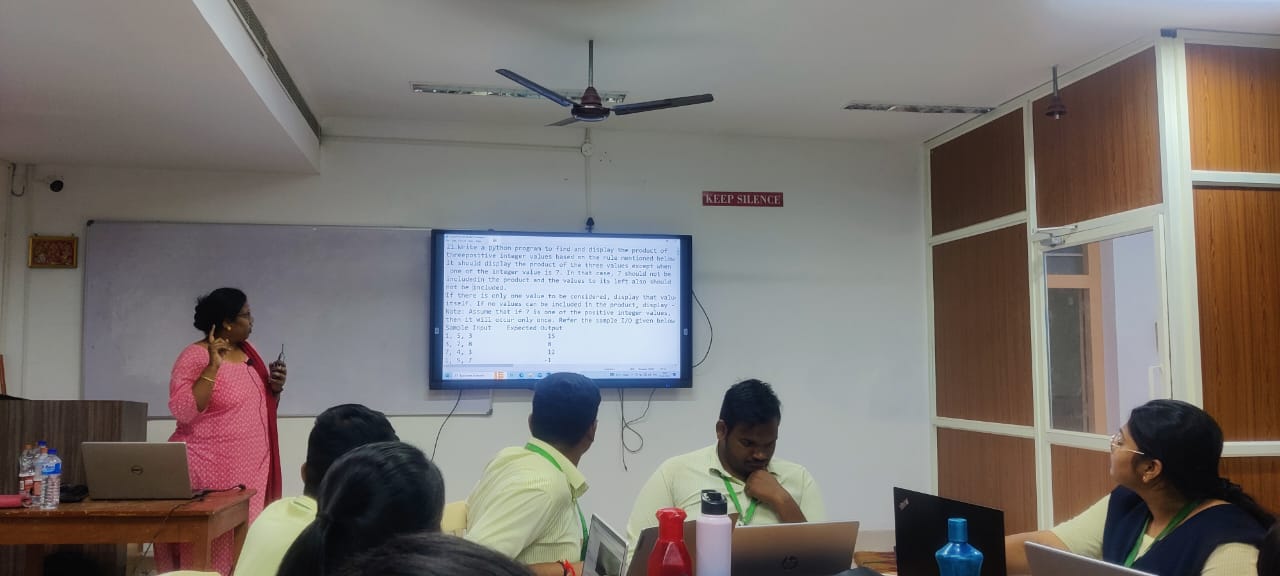 KEEP SILENCE
21.Write a python program to find and display the product of
threepositive integer values based on the rule mentioned below
It should display the product of the three values except when
one of the integer value is 7. In that case, 7 should not be
includedin the product and the values to its left also should
not be included.
If there is only one value to be considered, display that valu
itself. If no values can be included in the product, display -
Note: Assume that if 7 is one of the positive integer values,
then it will occur only once. Refer the sample I/O given below
Sample Input Expected Output
1, 5, 3 15
3, 7, 8 8
7, 4, 3 12
, 5, 7 -1
DELL
hp